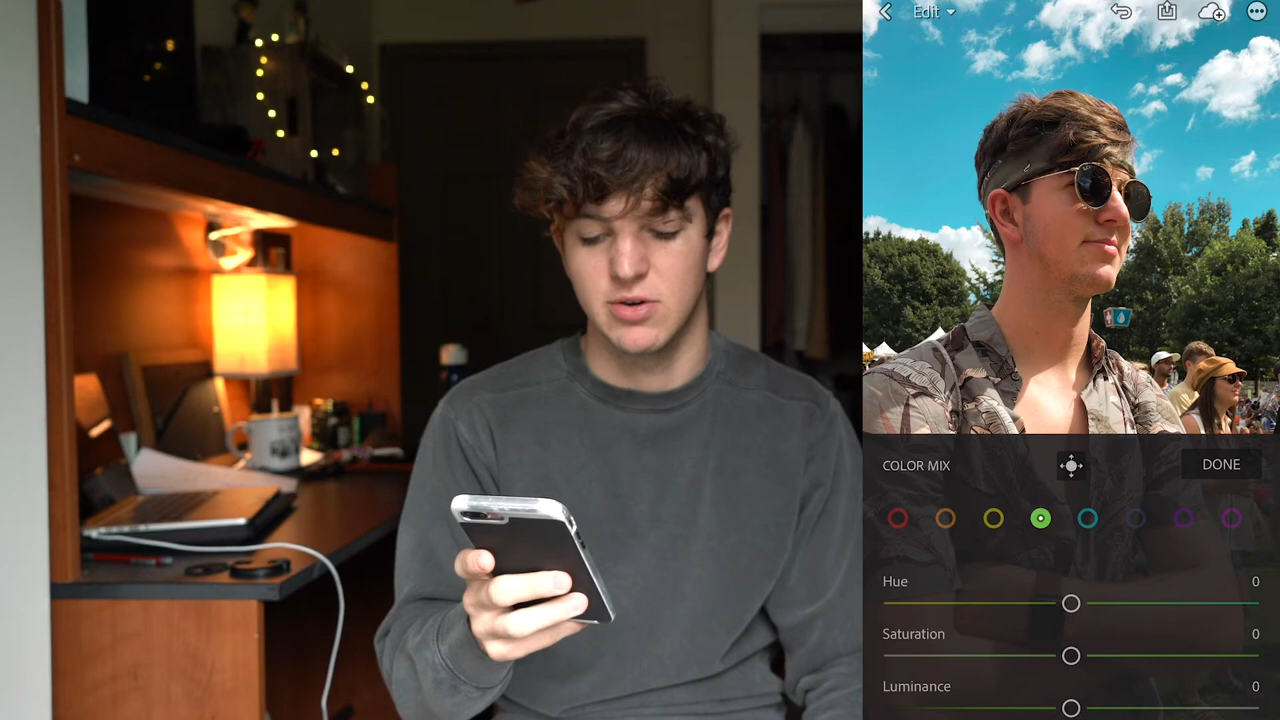 Edit
COLOR MIX
DONE
Hue
0
Saturation
0
Luminance
0